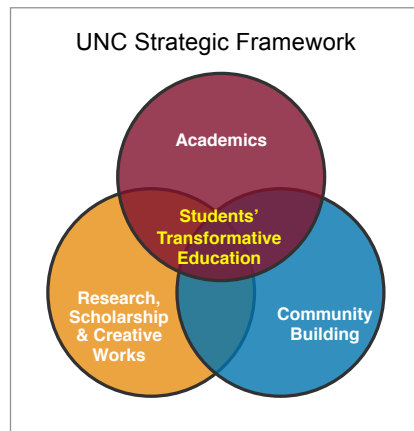 UNC Strategic Framework
Academics
Students’
Transformative
Education
Research,
Scholarship
& Creative
Works
Community
Building